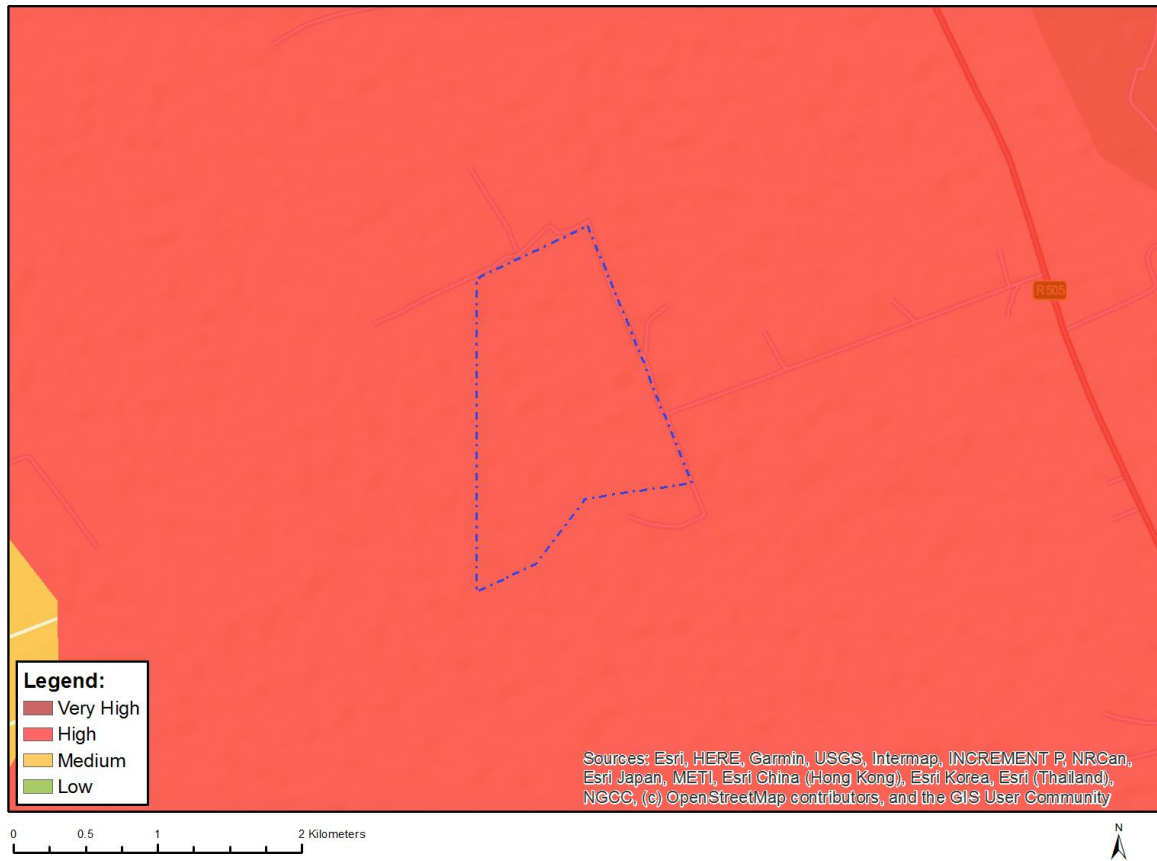 R505
Legend:
Very High
High
Medium
Low
Sources: Esri, HERE, Garmin, USGS, Intermap, INCREMENT P, NRCan,
Esri Japan, METI, Esri China (Hong Kong), Esri Korea, Esri (Thailand),
NGCC, (c) OpenStreetMap contributors, and the GIS User Community
0 0.5 1 2 Kilometers
N